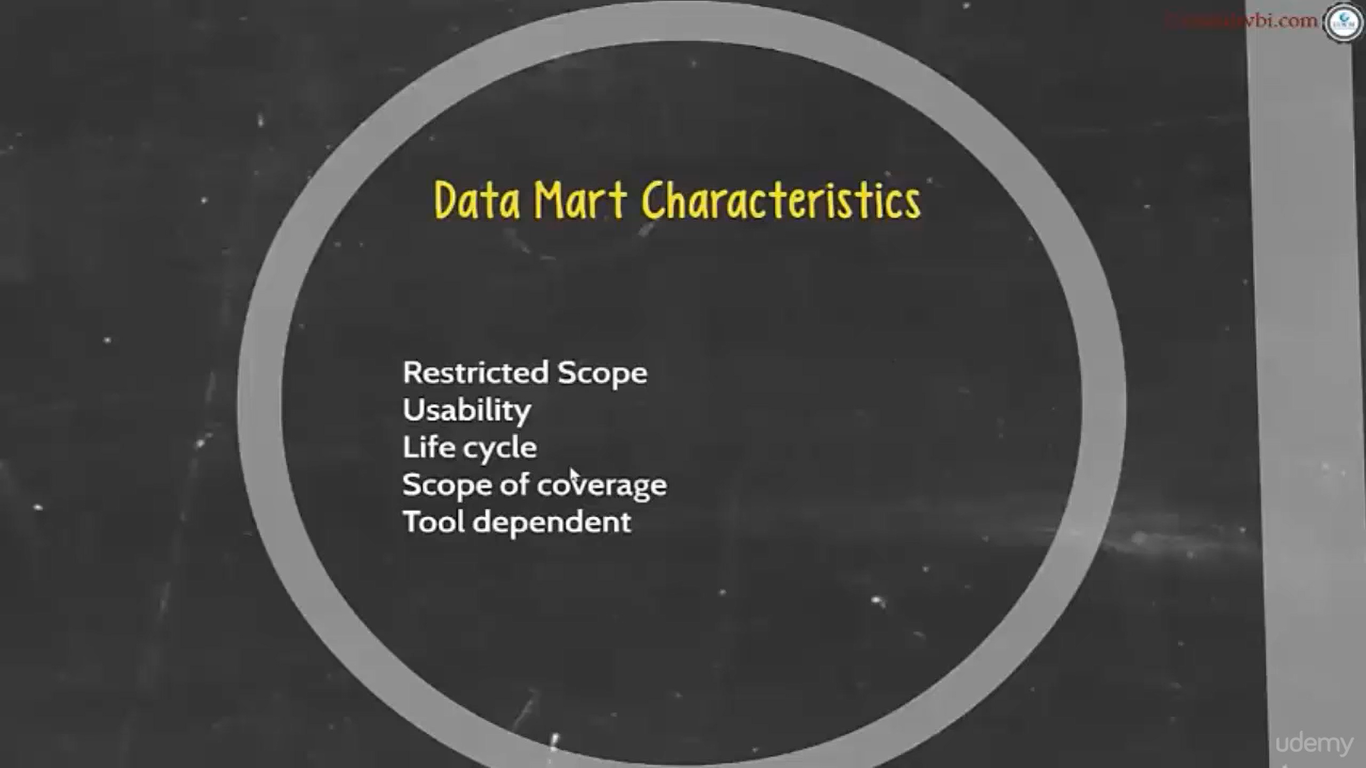 Data Mart Characteristics
Restricted Scope
Usability
Life cycle
Scope of coverage
Tool dependent
udemy